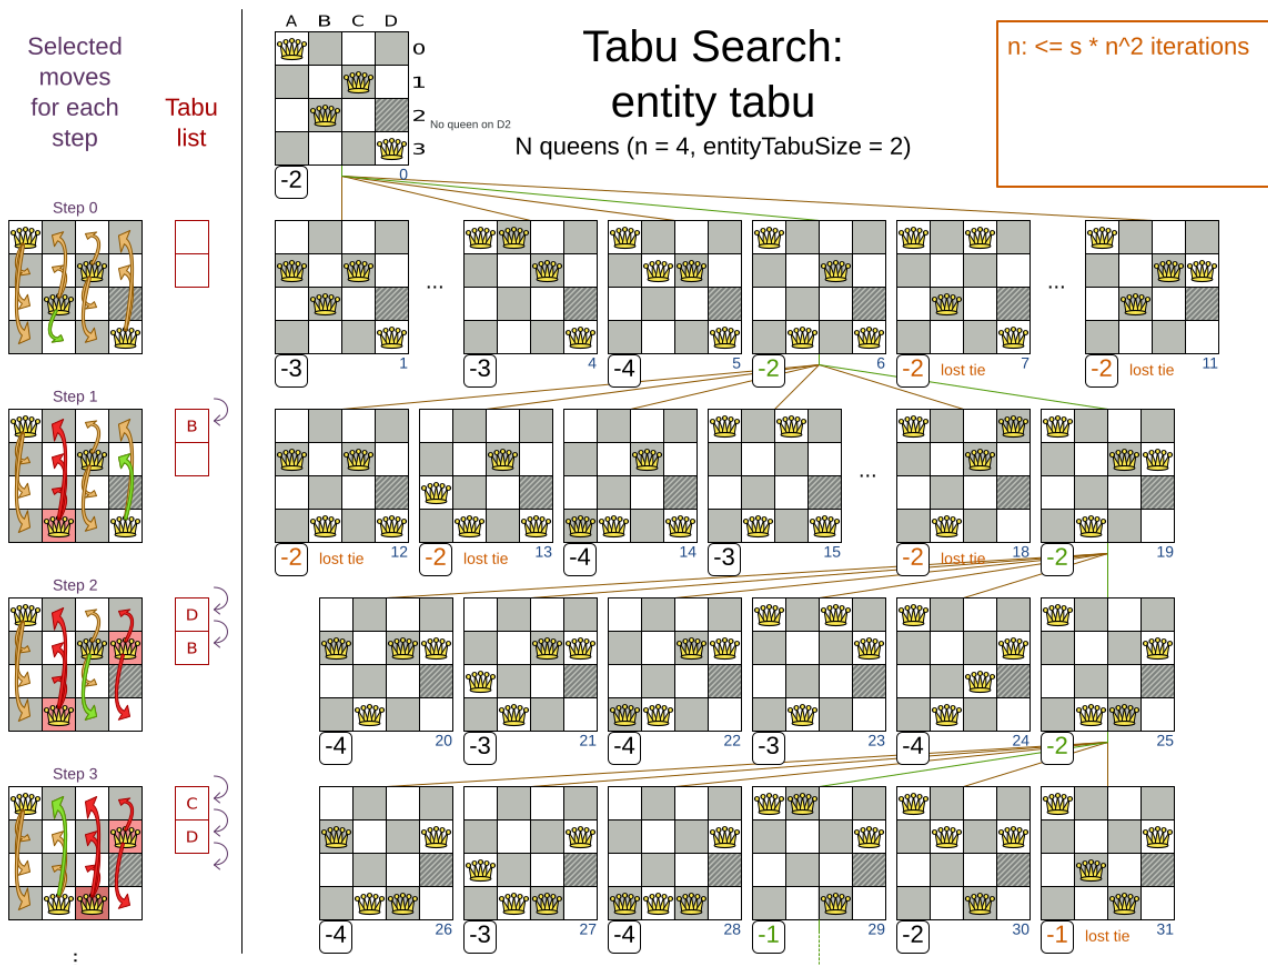 Selected
moves
for each
step
Tabu
list
A B C D
0
1
2
3
No queen on D2
-2
0
Tabu Search:
entity tabu
N queens (n = 4, entityTabuSize = 2)
n: <= s * n^2 iterations
Step 0
...
...
-3
1
-3
4
-4
5
-2
6
-2
lost tie
7
-2
lost tie
11
Step 1
B
...
-2
lost tie
12
-2
lost tie
13
-4
14
-3
15
-2
lost tie
18
-2
19
Step 2
D
B
-4
20
-3
21
-4
22
-3
23
-4
24
-2
25
Step 3
C
D
-4
26
-3
27
-4
28
-1
29
-2
30
-1
lost tie
31
: